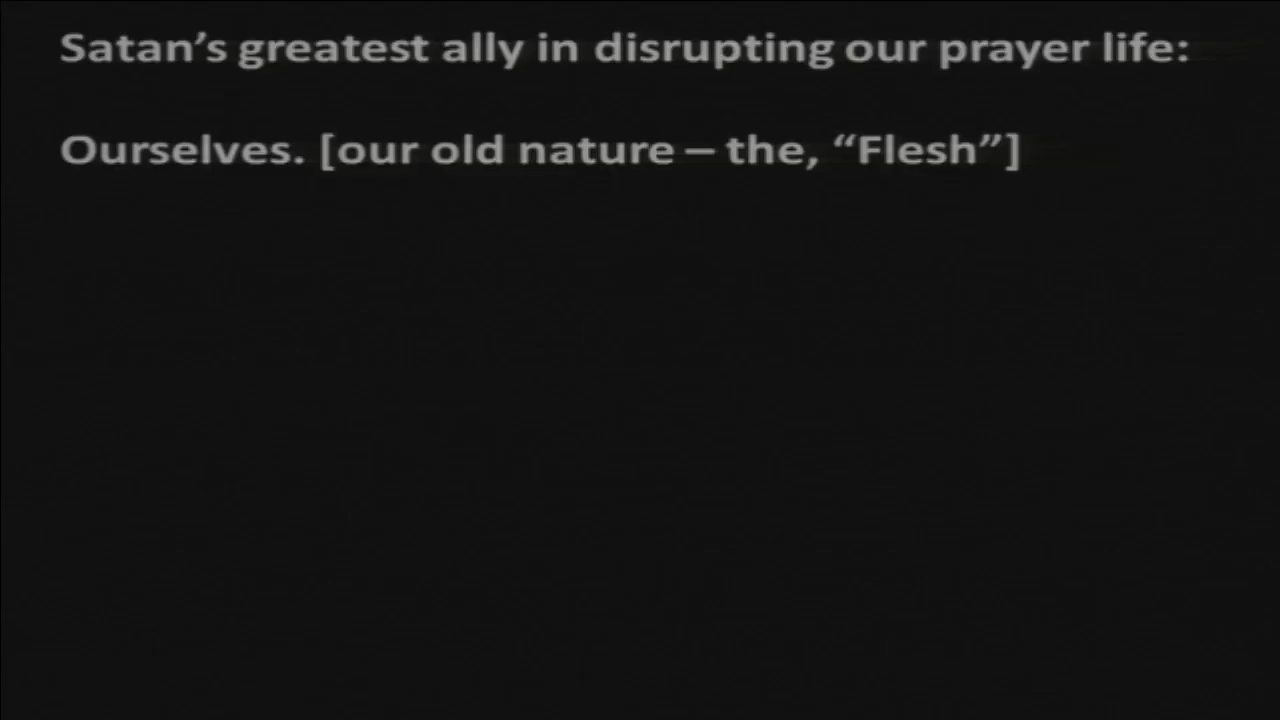 Satan’s greatest ally in disrupting our prayer life:
Ourselves. [our old nature – the, “Flesh”]